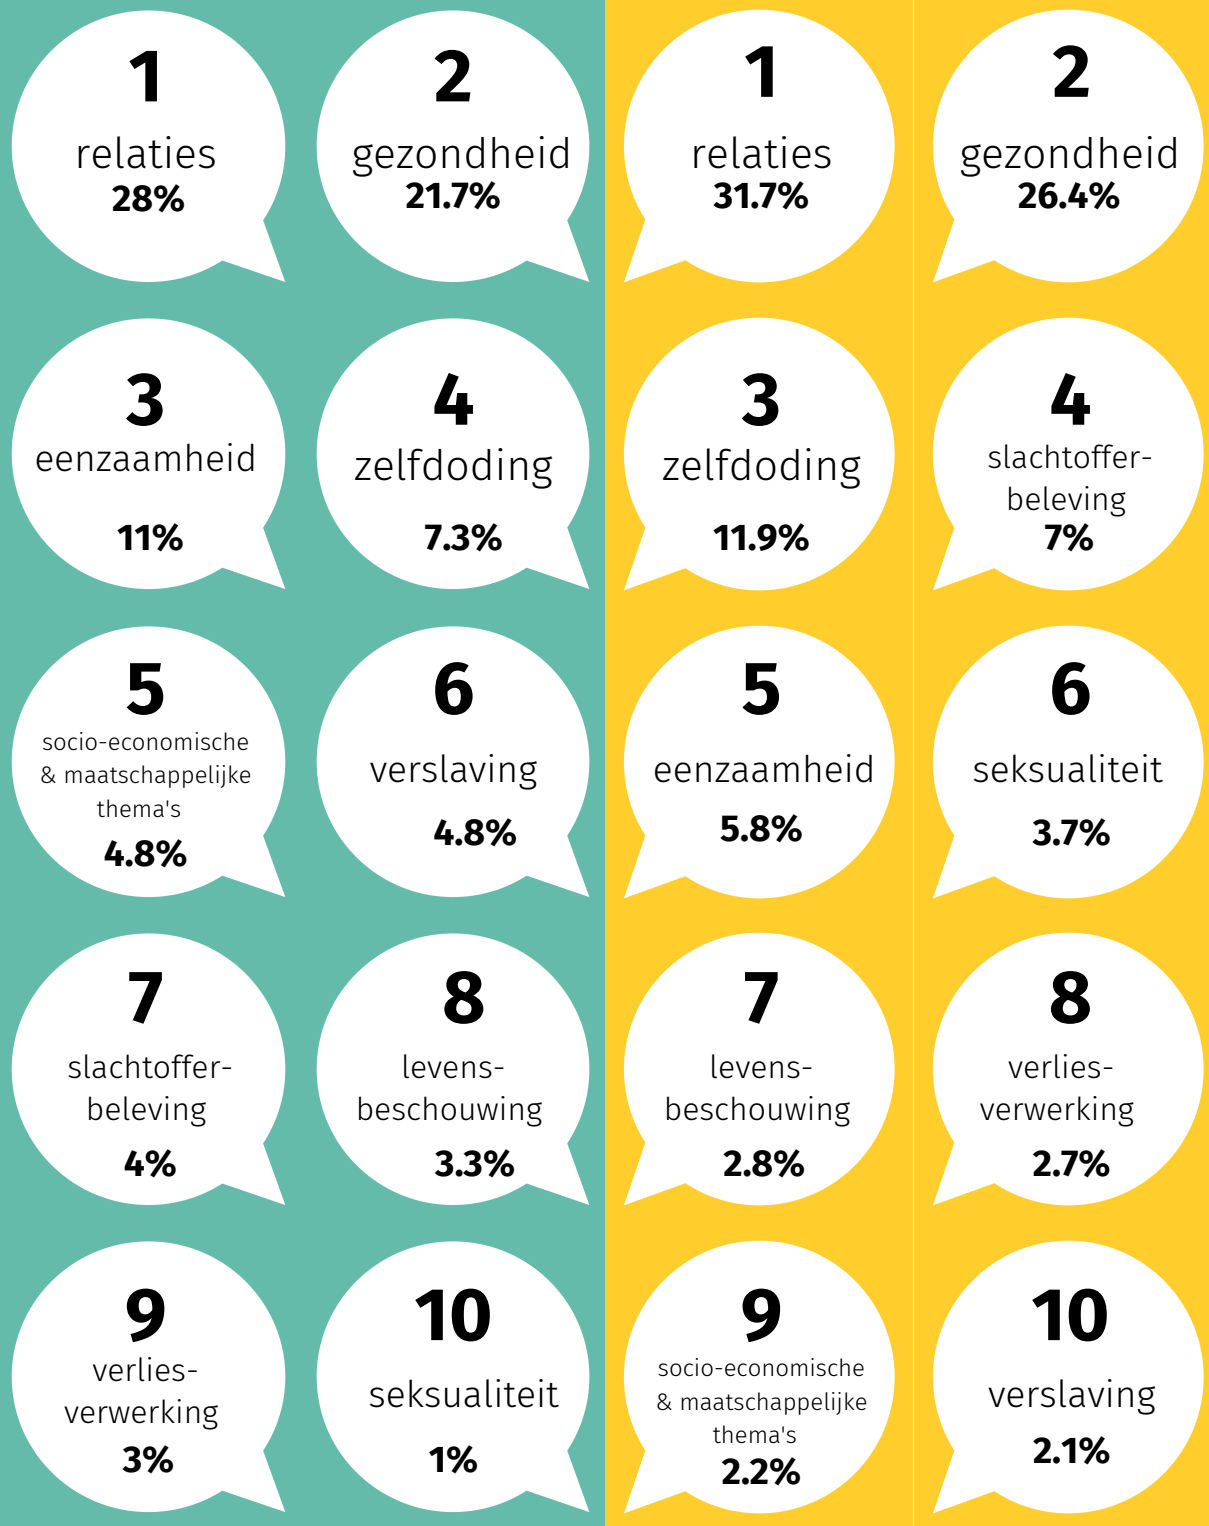 1
relaties
28%
2
gezondheid
21.7%
3
eenzaamheid
11%
4
zelfdoding
7.3%
5
socio-economische
& maatschappelijke
thema's
4.8%
6
verslaving
4.8%
7
slachtoffer-
beleving
4%
8
levens-
beschouwing
3.3%
9
verlies-
verwerking
3%
10
seksualiteit
1%
1
relaties
31.7%
2
gezondheid
26.4%
3
zelfdoding
11.9%
4
slachtoffer-
beleving
7%
5
eenzaamheid
5.8%
6
seksualiteit
3.7%
7
levens-
beschouwing
2.8%
8
verlies-
verwerking
2.7%
9
socio-economische
& maatschappelijke
thema's
2.2%
10
verslaving
2.1%